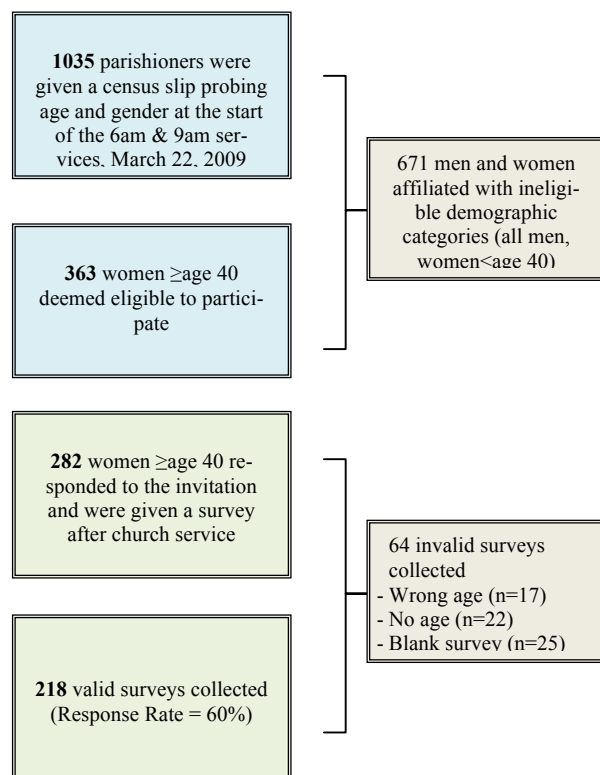 1035 parishioners were
given a census slip probing
age and gender at the start
of the 6am & 9am ser-
vices, March 22, 2009
671 men and women
affiliated with ineligi-
ble demographic
categories (all men,
women<age 40)
363 women ≥age 40
deemed eligible to partici-
pate
282 women ≥age 40 re-
sponded to the invitation
and were given a survey
after church service
64 invalid surveys
collected
- Wrong age (n=17)
- No age (n=22)
- Blank survey (n=25)
218 valid surveys collected
(Response Rate = 60%)